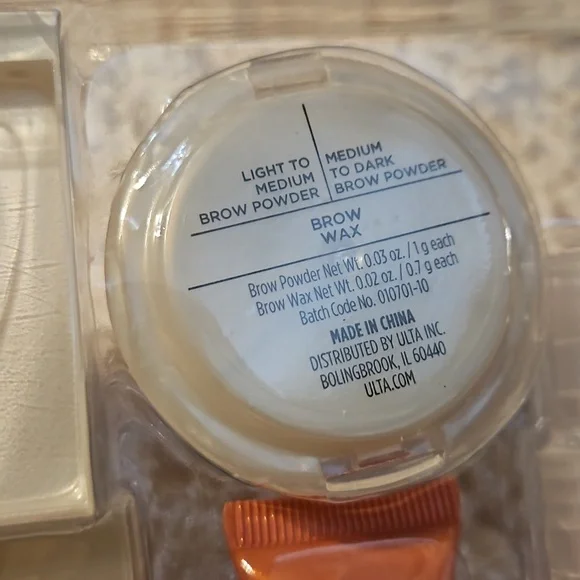 LIGHT TO
MEDIUM
BROW POWDER
MEDIUM
TO DARK
BROW POWDER
BROW
WAX
Brow Powder Net Wt. 0.03 oz. / 1 g each
Brow Wax Net Wt. 0.02 oz. / 0.7 g each
Batch Code No. 010701-10
MADE IN CHINA
DISTRIBUTED BY ULTA INC.
BOLINGBROOK, IL 60440
ULTA.COM